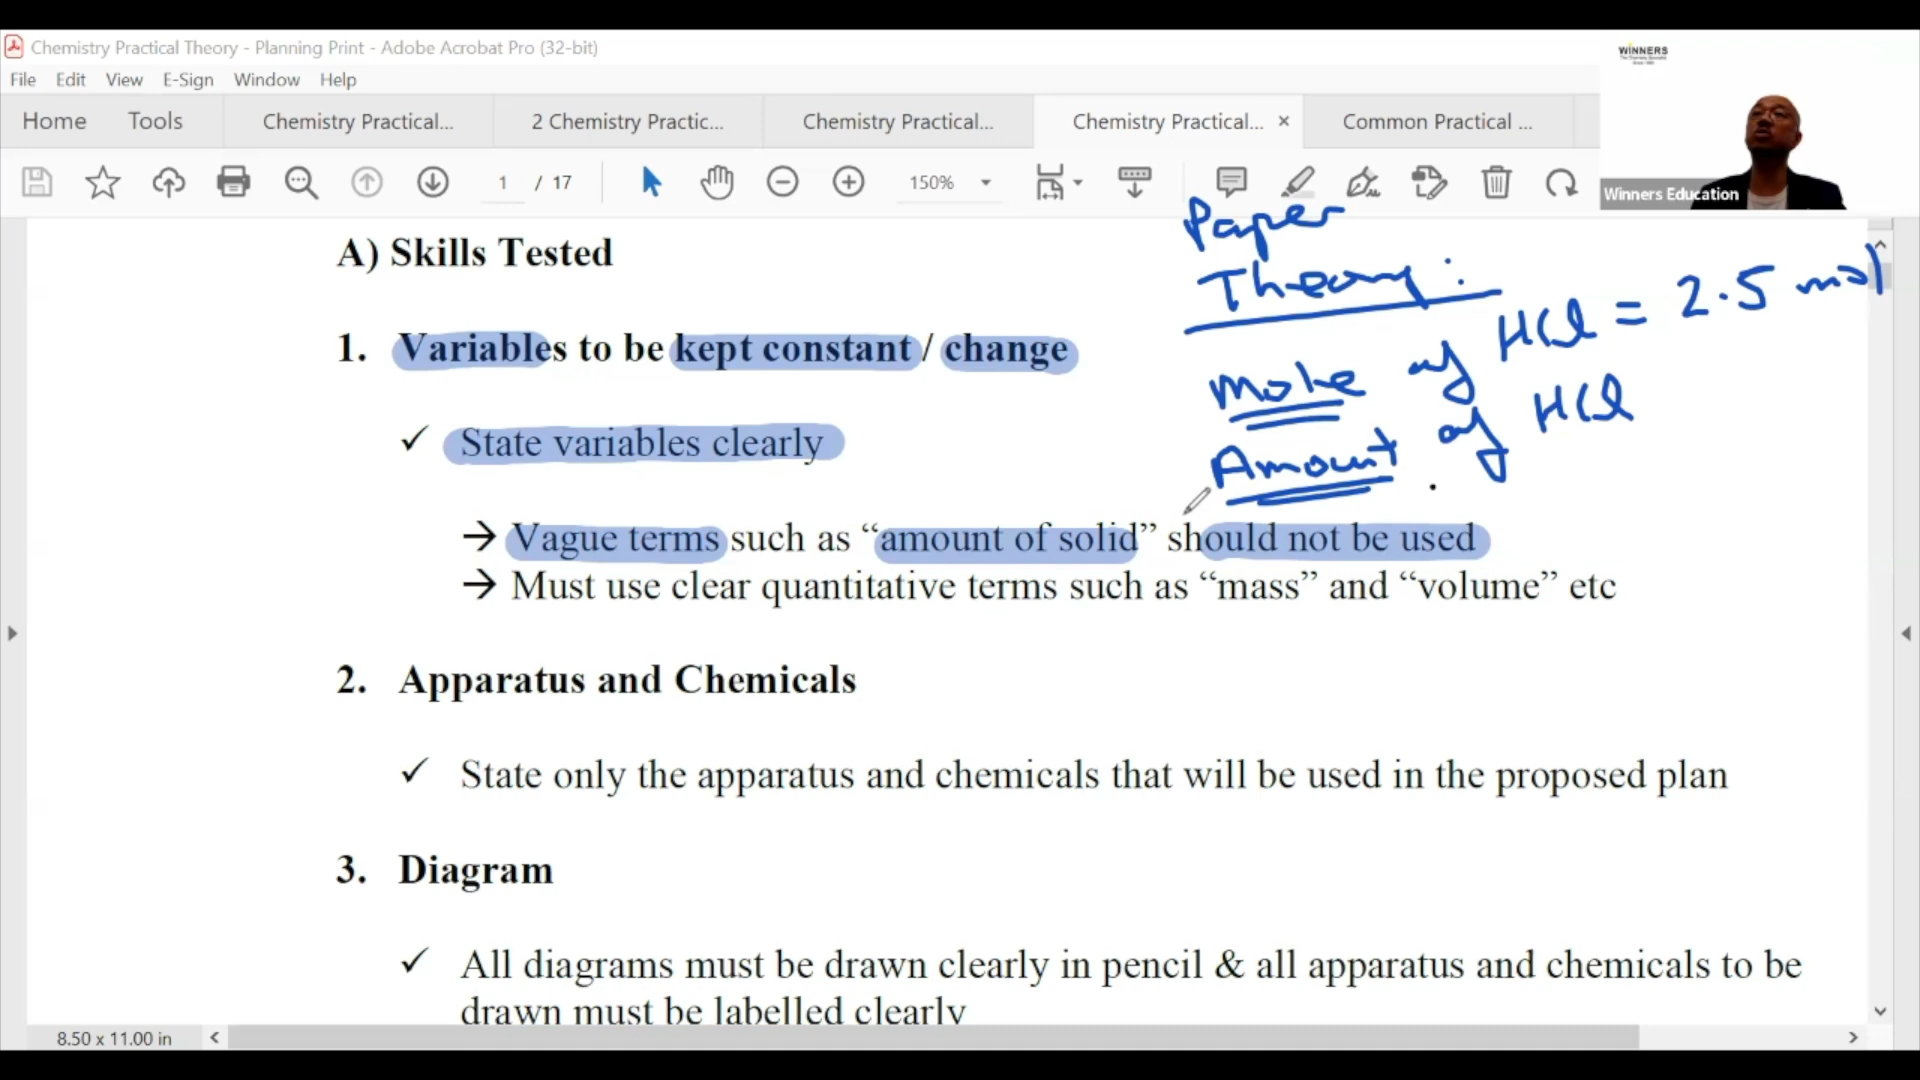 Chemistry Practical Theory - Planning Print - Adobe Acrobat Pro (32-bit)
WINNERS
File Edit View E-Sign Window Help
Home Tools Chemistry Practical... 2 Chemistry Practic... Chemistry Practical... Chemistry Practical... × Common Practical ...
1 / 17 150%
Winners Education
Paper
Theory :
A) Skills Tested
Mole of HCl = 2.5 mol
Amount of HCl
1. Variables to be kept constant / change
✓ State variables clearly
→ Vague terms such as “amount of solid” should not be used
→ Must use clear quantitative terms such as “mass” and “volume” etc
2. Apparatus and Chemicals
✓ State only the apparatus and chemicals that will be used in the proposed plan
3. Diagram
✓ All diagrams must be drawn clearly in pencil & all apparatus and chemicals to be
drawn must be labelled clearly
8.50 x 11.00 in